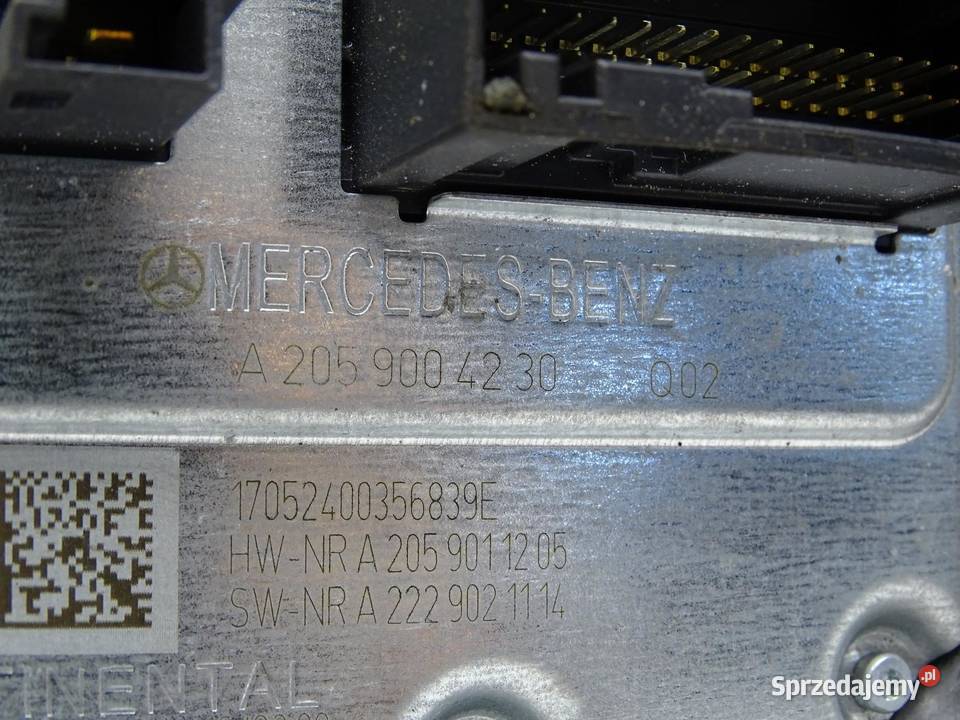 MERCEDES-BENZ
A 205 900 42 30 Q02
17052400356839E
HW-NR A 205 901 12 05
SW-NR A 222 902 11 14
TINENTAL
Sprzedajemy.pl